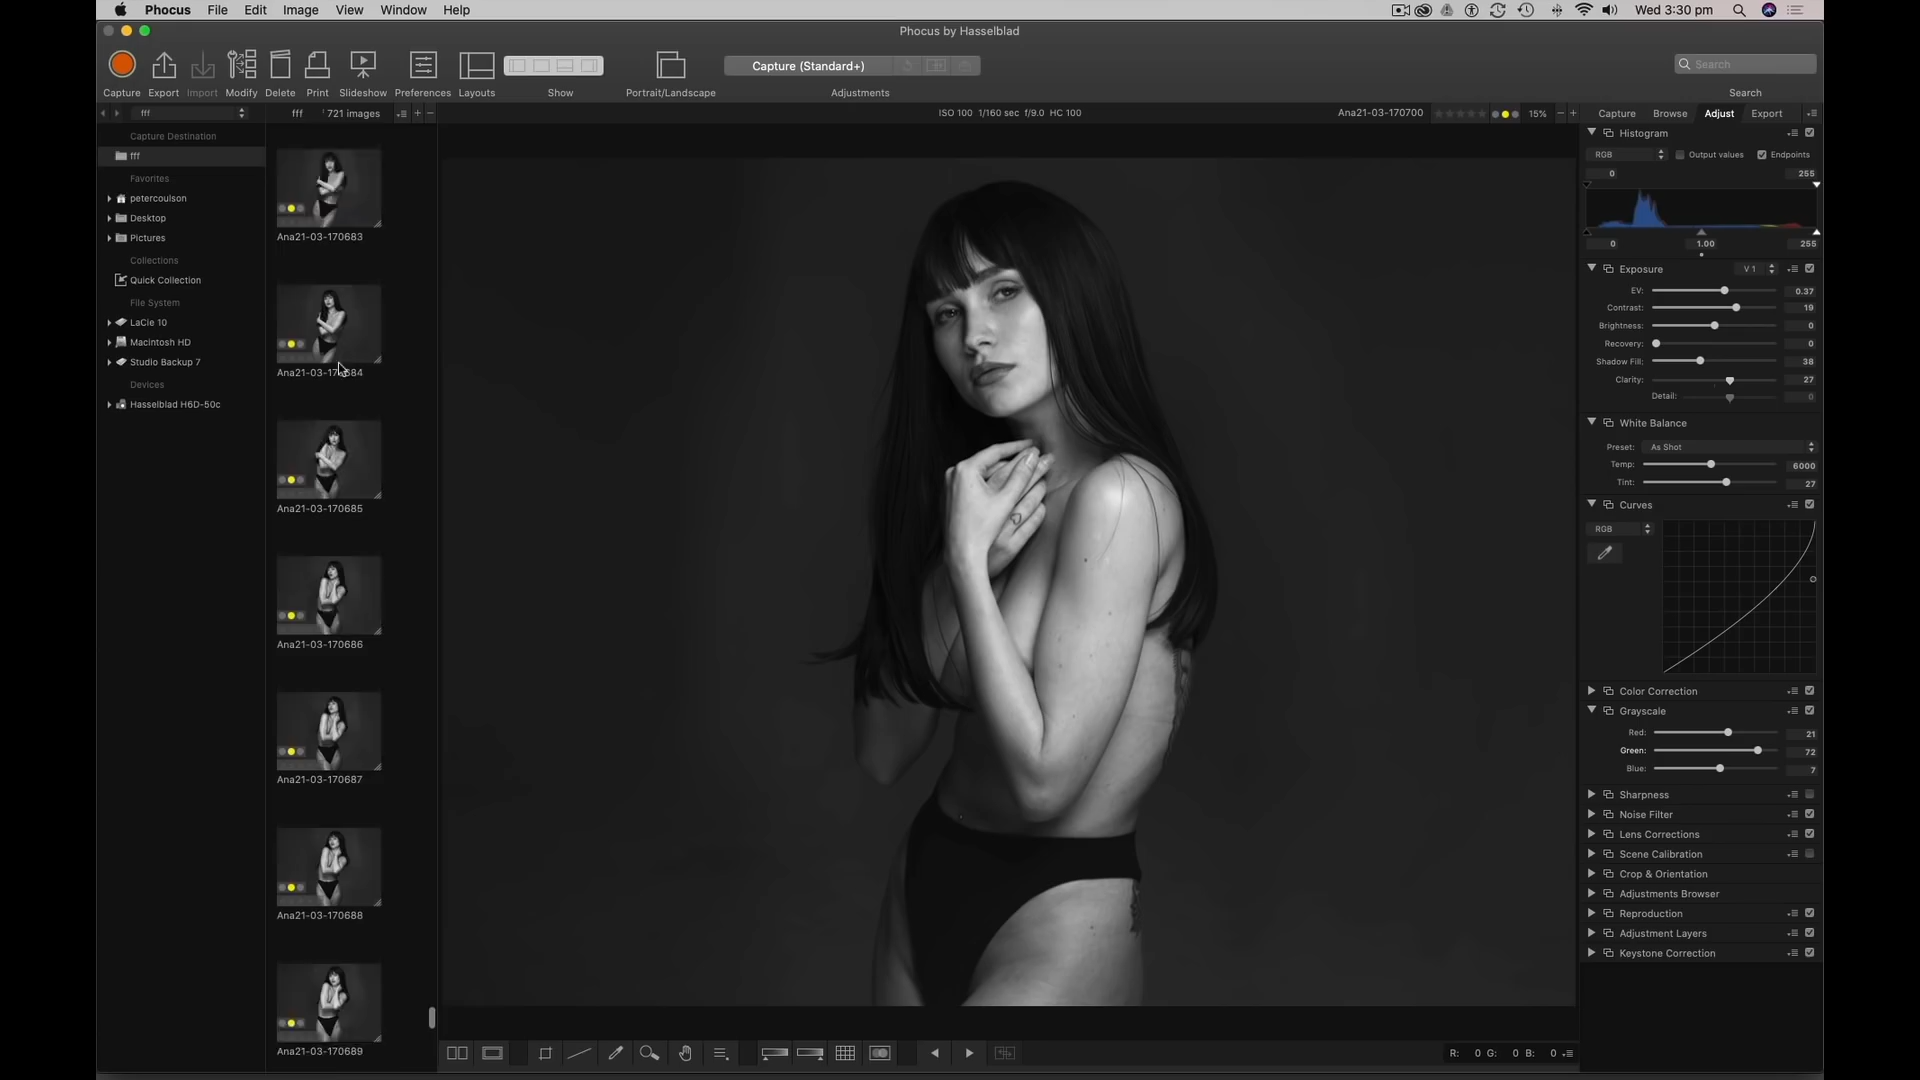 Phocus File Edit Image View Window Help Wed 3:30 pm
Phocus by Hasselblad
Capture Export Import Modify Delete Print Slideshow Preferences Layouts Show Portrait/Landscape Capture (Standard+) Adjustments Search Search
fff
fff 721 images
ISO 100 1/160 sec f/9.0 HC 100
Ana21-03-170700
15%
Capture Browse Adjust Export
Capture Destination
fff
Favorites
petercoulson
Desktop
Pictures
Collections
Quick Collection
File System
LaCie 10
Macintosh HD
Studio Backup 7
Devices
Hasselblad H6D-50c
Ana21-03-170683
Ana21-03-170684
Ana21-03-170685
Ana21-03-170686
Ana21-03-170687
Ana21-03-170688
Ana21-03-170689
Histogram
RGB Output values Endpoints
0 255
0 1.00 255
Exposure V 1
EV: 0.37
Contrast: 19
Brightness: 0
Recovery: 0
Shadow Fill: 38
Clarity: 27
Detail: 0
White Balance
Preset: As Shot
Temp: 6000
Tint: 27
Curves
RGB
Color Correction
Grayscale
Red: 21
Green: 72
Blue: 7
Sharpness
Noise Filter
Lens Corrections
Scene Calibration
Crop & Orientation
Adjustments Browser
Reproduction
Adjustment Layers
Keystone Correction
R: 0 G: 0 B: 0